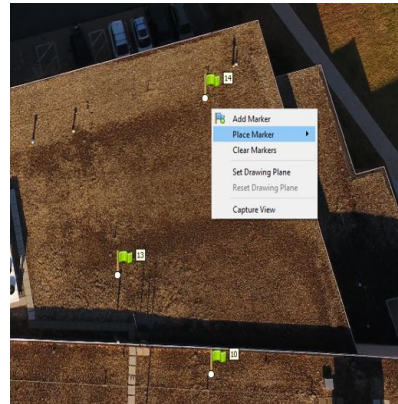 14
Add Marker
Place Marker
Clear Markers
Set Drawing Plane
Reset Drawing Plane
Capture View
13
10